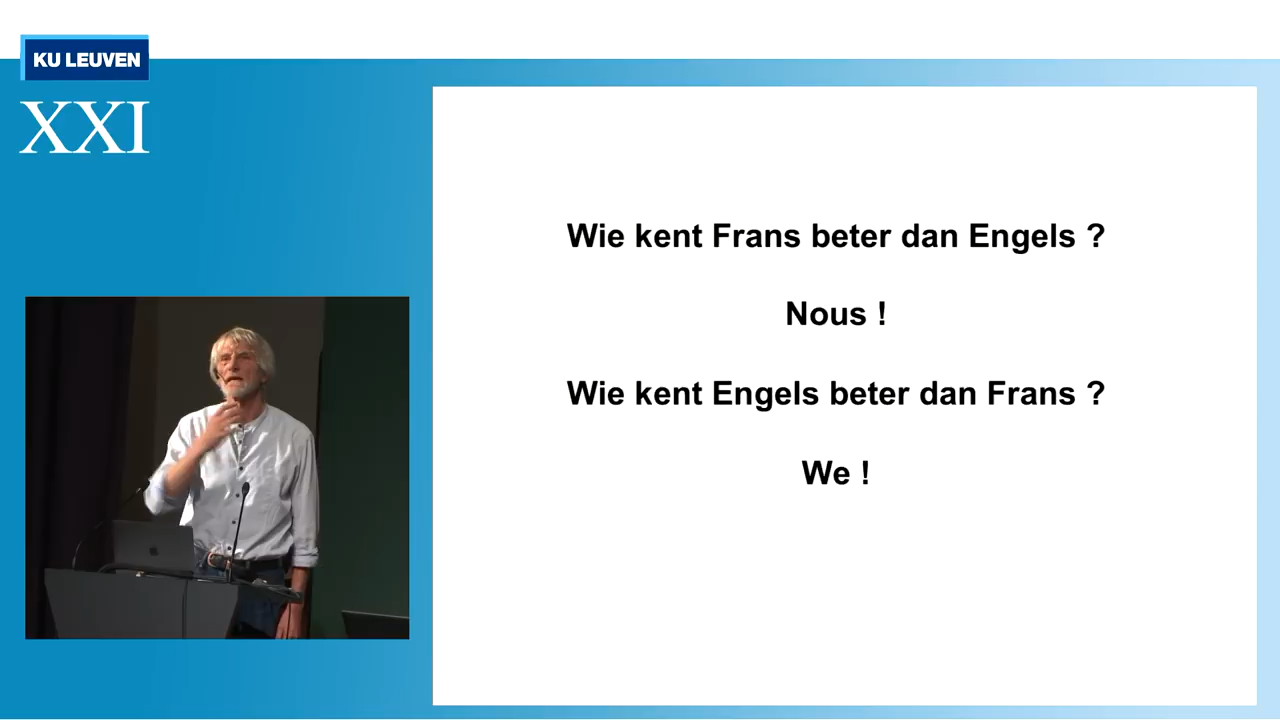 KU LEUVEN
XXI
Wie kent Frans beter dan Engels ?
Nous !
Wie kent Engels beter dan Frans ?
We !